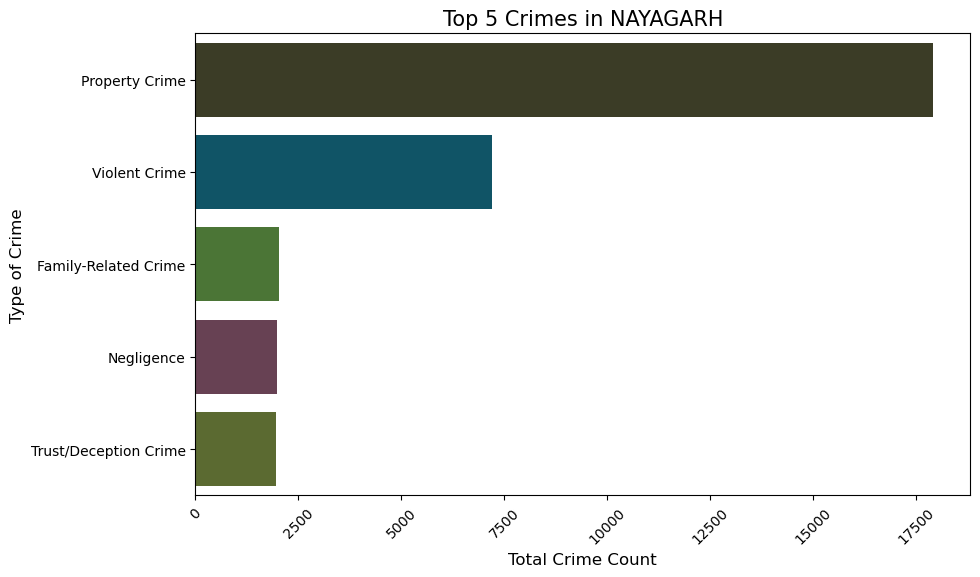 Top 5 Crimes in NAYAGARH
Type of Crime
Property Crime
Violent Crime
Family-Related Crime
Negligence
Trust/Deception Crime
0
2500
5000
7500
10000
12500
15000
17500
Total Crime Count